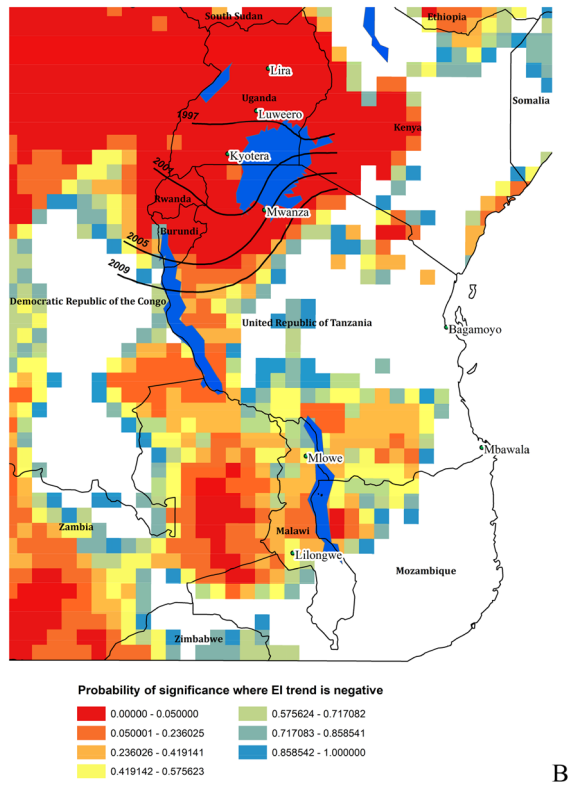 South Sudan
Ethiopia
Lira
Uganda
Somalia
1997
Luweero
Kenya
Kyotera
2001
Rwanda
Mwanza
Burundi
2005
2009
Democratic Republic of the Congo
United Republic of Tanzania
Bagamoyo
Mbawala
Mlowe
Zambia
Malawi
Lilongwe
Mozambique
Zimbabwe
Probability of significance where EI trend is negative
0.00000 - 0.050000
0.050001 - 0.236025
0.236026 - 0.419141
0.419142 - 0.575623
0.575624 - 0.717082
0.717083 - 0.858541
0.858542 - 1.000000
B